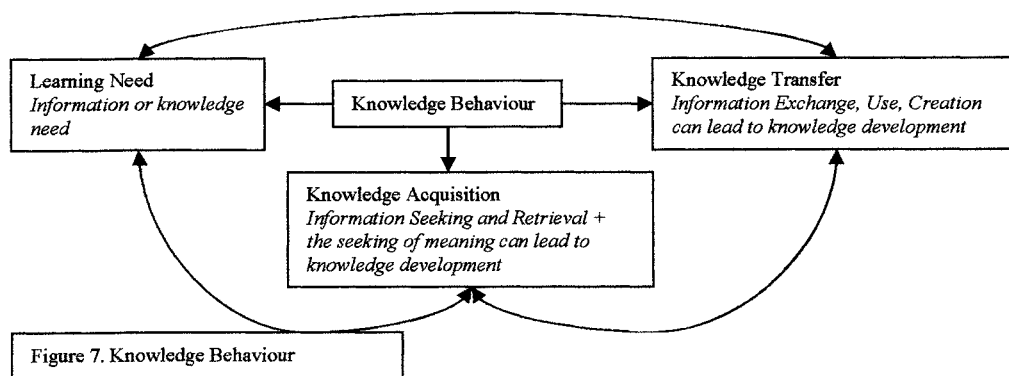 Learning Need
Information or knowledge
need
Knowledge Behaviour
Knowledge Transfer
Information Exchange, Use, Creation
can lead to knowledge development
Knowledge Acquisition
Information Seeking and Retrieval +
the seeking of meaning can lead to
knowledge development
Figure 7. Knowledge Behaviour